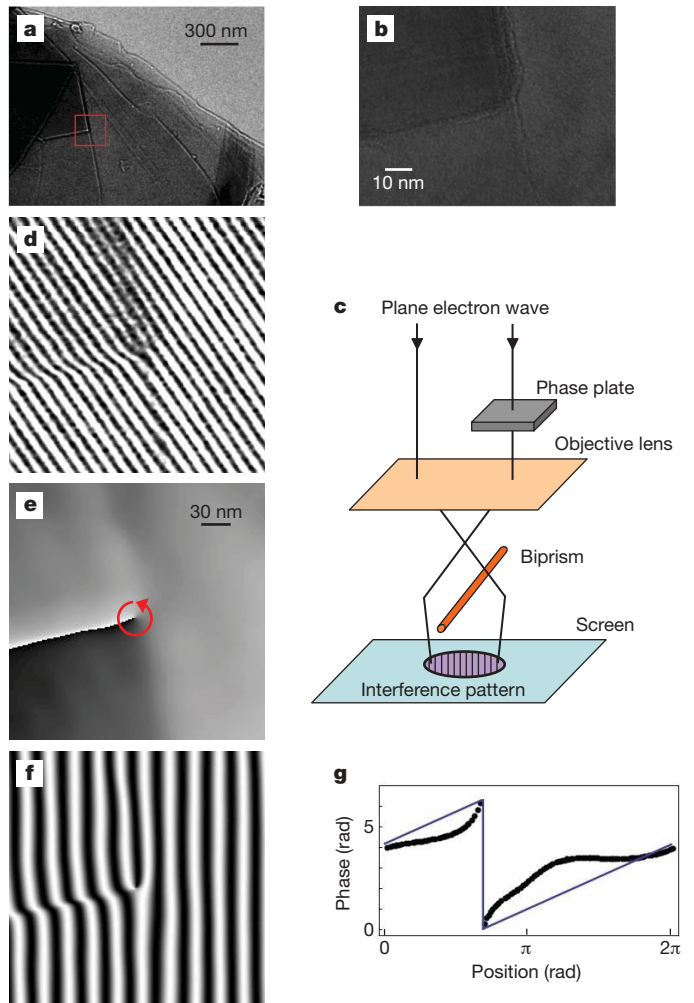 a
300 nm
b
10 nm
d
c
Plane electron wave
Phase plate
Objective lens
Biprism
Screen
Interference pattern
e
30 nm
f
g
5
0
Phase (rad)
0
π
2π
Position (rad)